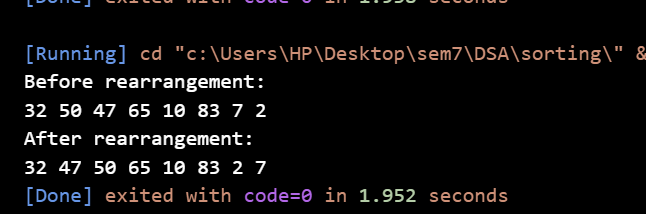 [Done] exited with code=0 in 1.958 seconds
[Running] cd "c:\Users\HP\Desktop\sem7\DSA\sorting\" &
Before rearrangement:
32 50 47 65 10 83 7 2
After rearrangement:
32 47 50 65 10 83 2 7
[Done] exited with code=0 in 1.952 seconds